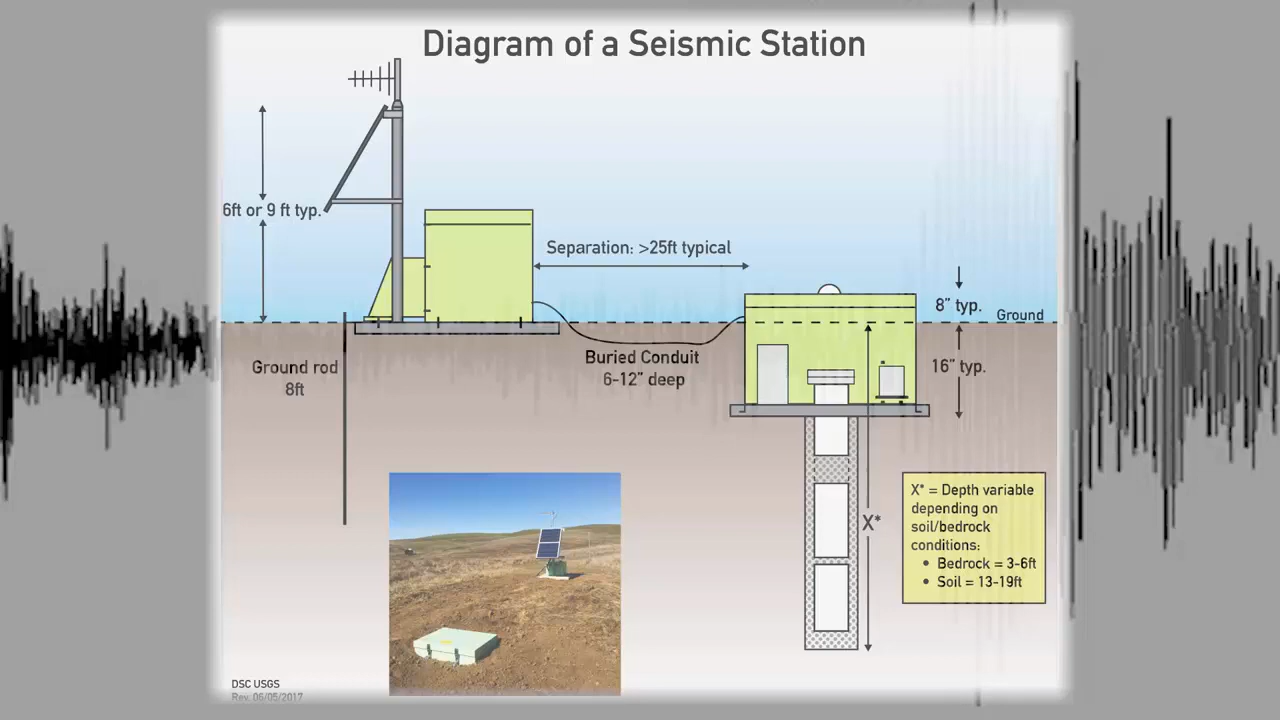 Diagram of a Seismic Station
6ft or 9 ft typ.
Separation: >25ft typical
8" typ.
Ground
Buried Conduit
6-12" deep
16" typ.
Ground rod
8ft
X* = Depth variable
depending on
soil/bedrock
conditions:
• Bedrock = 3-6ft
• Soil = 13-19ft
X*
DSC USGS
Rev. 06/05/2017